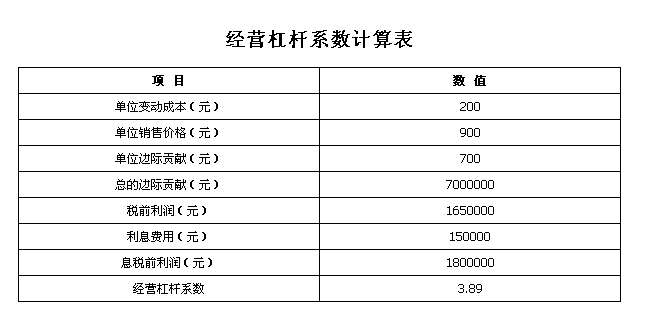 经营杠杆系数计算表
项 目 数 值
单位变动成本(元) 200
单位销售价格(元) 900
单位边际贡献(元) 700
总的边际贡献(元) 7000000
税前利润(元) 1650000
利息费用(元) 150000
息税前利润(元) 1800000
经营杠杆系数 3.89